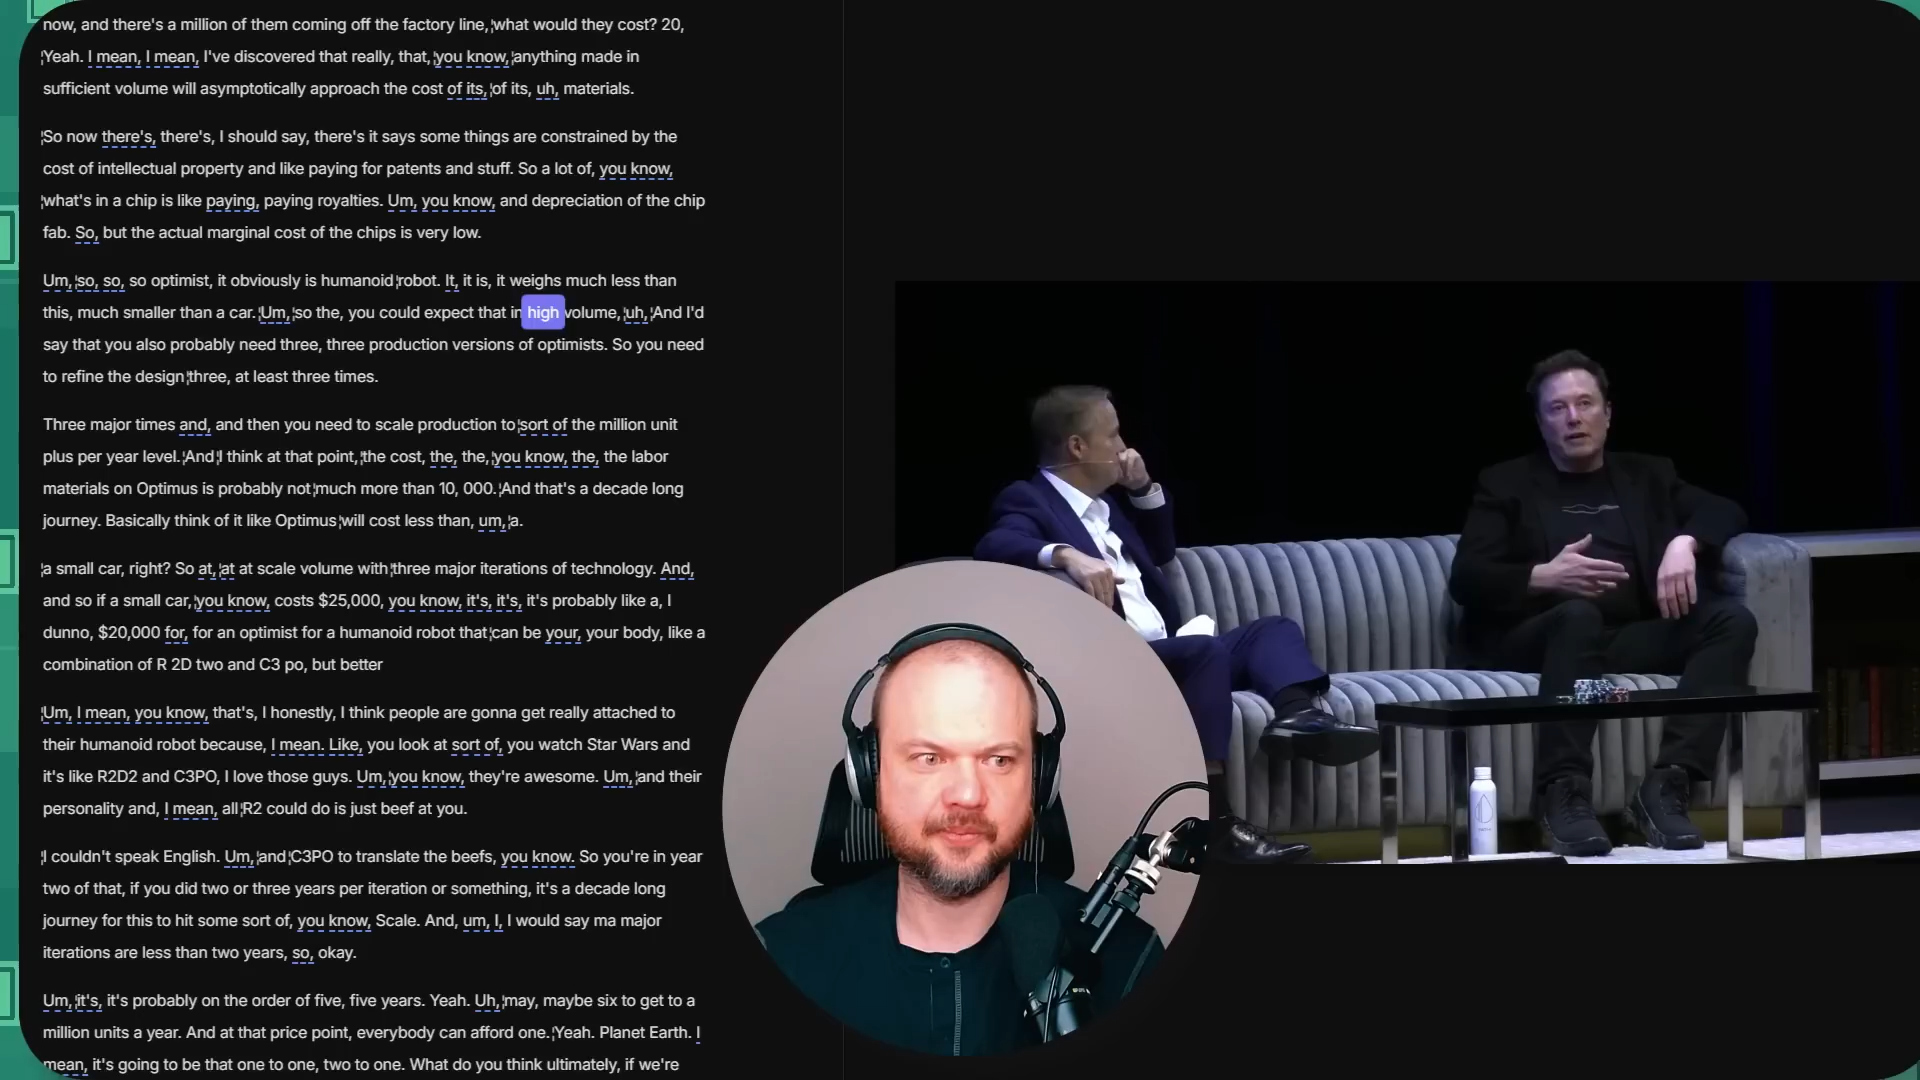 now, and there's a million of them coming off the factory line, what would they cost? 20,
Yeah. I mean, I mean, I've discovered that really, that, you know, anything made in
sufficient volume will asymptotically approach the cost of its, of its, uh, materials.
So now there's, there's, I should say, there's it says some things are constrained by the
cost of intellectual property and like paying for patents and stuff. So a lot of, you know,
what's in a chip is like paying, paying royalties. Um, you know, and depreciation of the chip
fab. So, but the actual marginal cost of the chips is very low.
Um, so, so, so optimist, it obviously is humanoid robot. It, it is, it weighs much less than
this, much smaller than a car. Um, so the, you could expect that in high volume, uh, And I'd
say that you also probably need three, three production versions of optimists. So you need
to refine the design three, at least three times.
Three major times and, and then you need to scale production to sort of the million unit
plus per year level. And I think at that point, the cost, the, the, you know, the, the labor
materials on Optimus is probably not much more than 10, 000. And that's a decade long
journey. Basically think of it like Optimus will cost less than, um, a.
a small car, right? So at, at at scale volume with three major iterations of technology. And,
and so if a small car, you know, costs $25,000, you know, it's, it's, it's probably like a, I
dunno, $20,000 for, for an optimist for a humanoid robot that can be your, your body, like a
combination of R 2D two and C3 po, but better
Um, I mean, you know, that's, I honestly, I think people are gonna get really attached to
their humanoid robot because, I mean. Like, you look at sort of, you watch Star Wars and
it's like R2D2 and C3PO, I love those guys. Um, you know, they're awesome. Um, and their
personality and, I mean, all R2 could do is just beef at you.
I couldn't speak English. Um, and C3PO to translate the beefs, you know. So you're in year
two of that, if you did two or three years per iteration or something, it's a decade long
journey for this to hit some sort of, you know, Scale. And, um, I, I would say ma major
iterations are less than two years, so, okay.
Um, it's, it's probably on the order of five, five years. Yeah. Uh, may, maybe six to get to a
million units a year. And at that price point, everybody can afford one. Yeah. Planet Earth. I
mean, it's going to be that one to one, two to one. What do you think ultimately, if we're